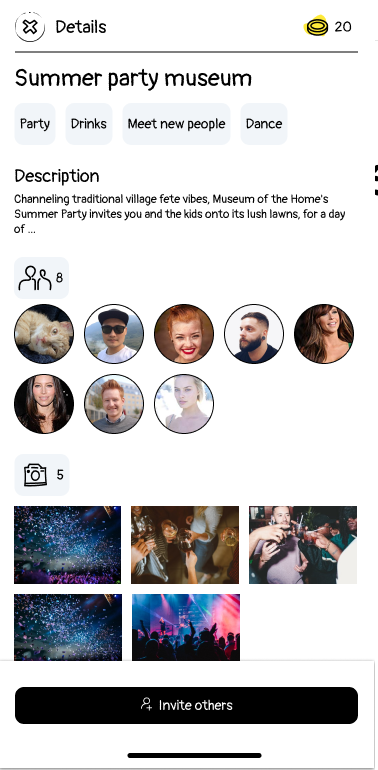 Details
20
Summer party museum
Party
Drinks
Meet new people
Dance
Description
Channeling traditional village fete vibes, Museum of the Home's
Summer Party invites you and the kids onto its lush lawns, for a day
of ...
8
5
Invite others